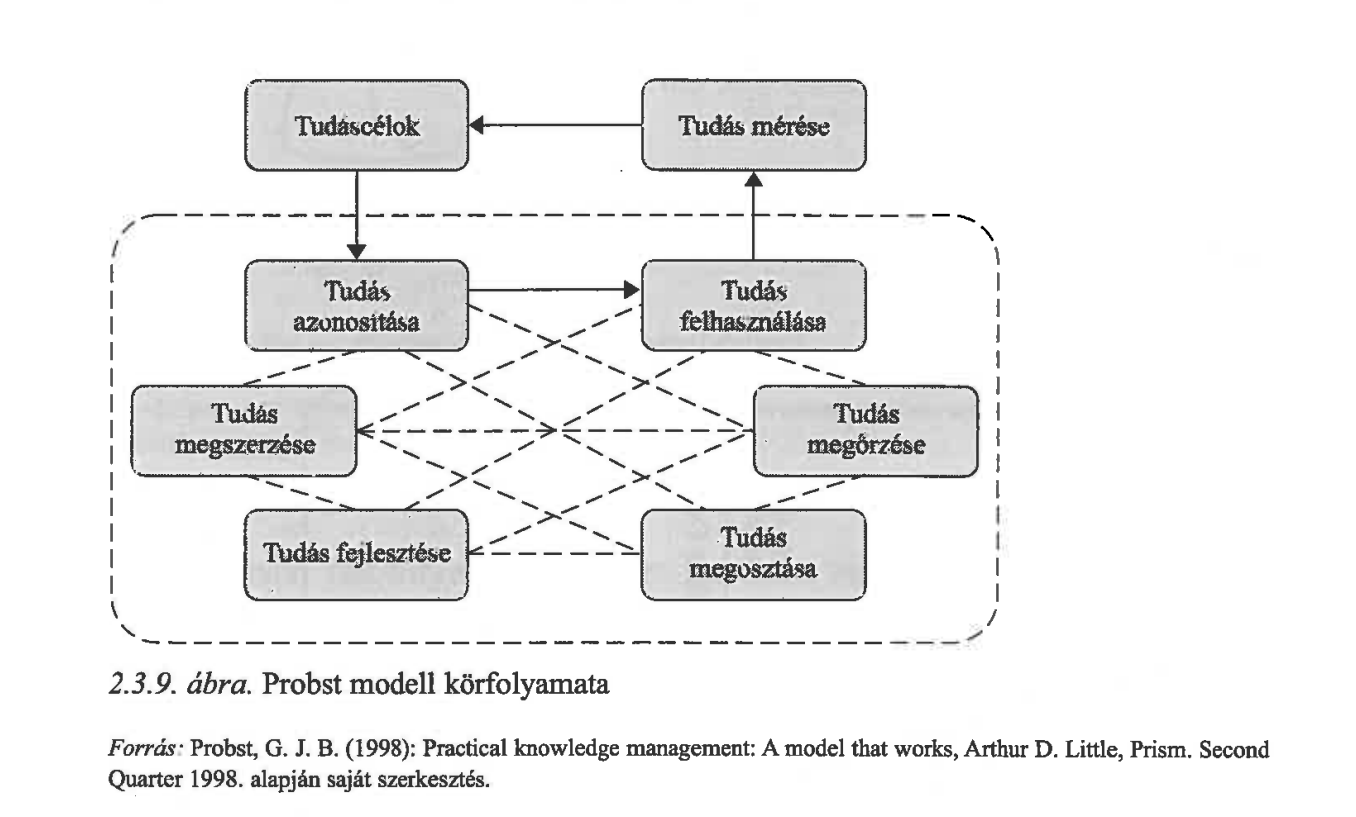 Tudáscélok
Tudás mérése
Tudás
azonosítása
Tudás
felhasználása
Tudás
megszerzése
Tudás
megőrzése
Tudás fejlesztése
Tudás
megosztása
2.3.9. ábra. Probst modell körfolyamata
Forrás: Probst, G. J. B. (1998): Practical knowledge management: A model that works, Arthur D. Little, Prism. Second
Quarter 1998. alapján saját szerkesztés.